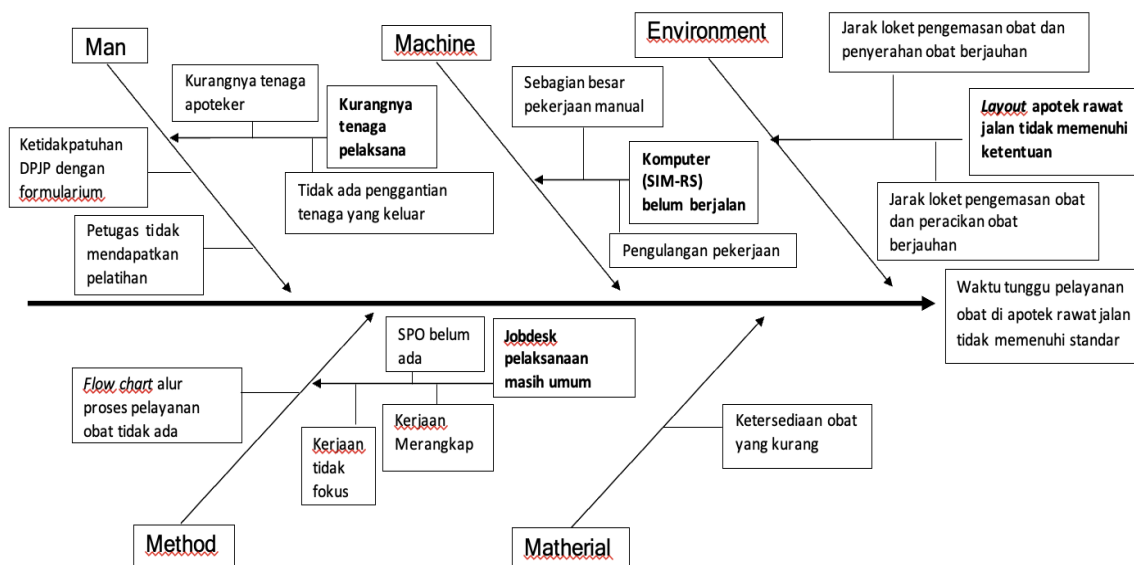 Man
Kurangnya tenaga
apoteker
Kurangnya
tenaga
pelaksana
Ketidakpatuhan
DPJP dengan
formularium
Tidak ada penggantian
tenaga yang keluar
Petugas tidak
mendapatkan
pelatihan
Machine
Sebagian besar
pekerjaan manual
Komputer
(SIM-RS)
belum berjalan
Pengulangan pekerjaan
Environment
Jarak loket pengemasan obat dan
penyerahan obat berjauhan
Layout apotek rawat
jalan tidak memenuhi
ketentuan
Jarak loket pengemasan obat
dan peracikan obat
berjauhan
Waktu tunggu pelayanan
obat di apotek rawat jalan
tidak memenuhi standar
SPO belum
ada
Jobdesk
pelaksanaan
masih umum
Flow chart alur
proses pelayanan
obat tidak ada
Kerjaan
tidak
fokus
Kerjaan
Merangkap
Method
Ketersediaan obat
yang kurang
Matherial